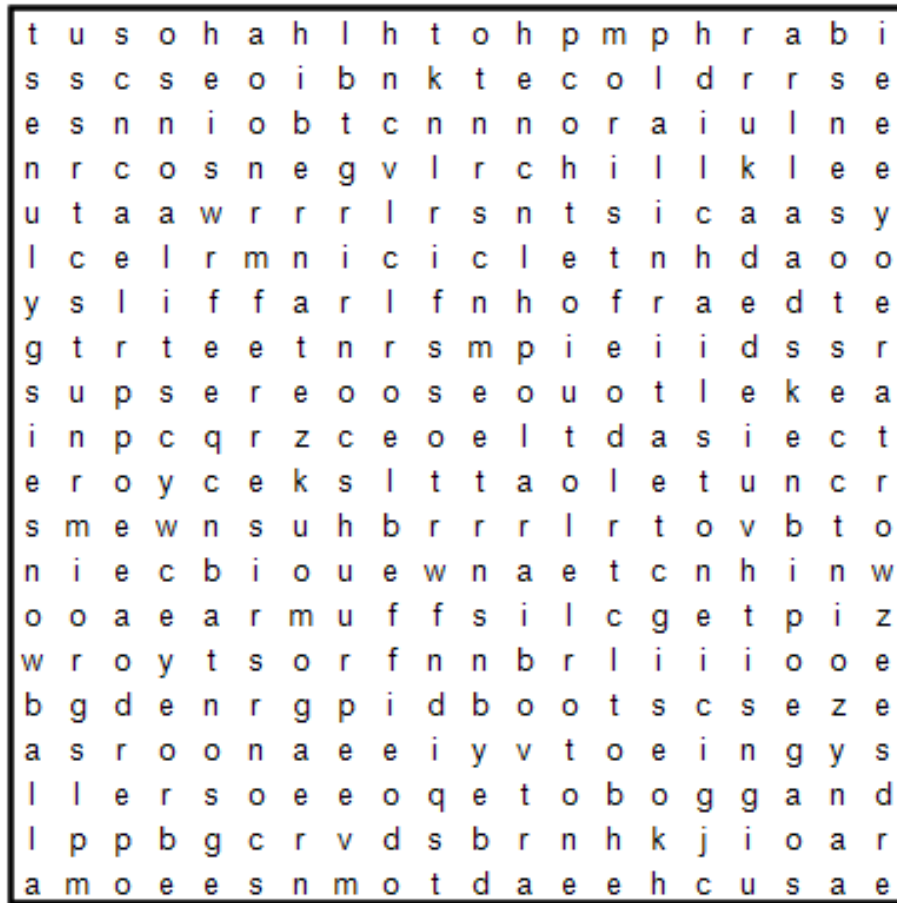 t u s o h a h l h t o h p m p h r a b i
s s c s e o i b n k t e c o l d r r s e
e s n n i o b t c n n n o r a i u l n e
n r c o s n e g v l r c h i l l k l e e
u t a a w r r r l r s n t s i c a a s y
l c e l r m n i c i c l e t n h d a o o
y s l i f f a r l f n h o f r a e d t e
g t r t e e t n r s m p i e i i d s s r
s u p s e r e o o s e o u o t l e k e a
i n p c q r z c e o e l t d a s i e c t
e r o y c e k s l t t a o l e t u n c r
s m e w n s u h b r r r l r t o v b t o
n i e c b i o u e w n a e t c n h i n w
o o a e a r m u f f s i l c g e t p i z
w r o y t s o r f n n b r l i i i o o e
b g d e n r g p i d b o o t s c s e z e
a s r o o n a e e i y v t o e i n g y s
l l e r s o e e o q e t o b o g g a n d
l p p b g c r v d s b r n h k j i o a r
a m o e e s n m o t d a e e h c u s a e